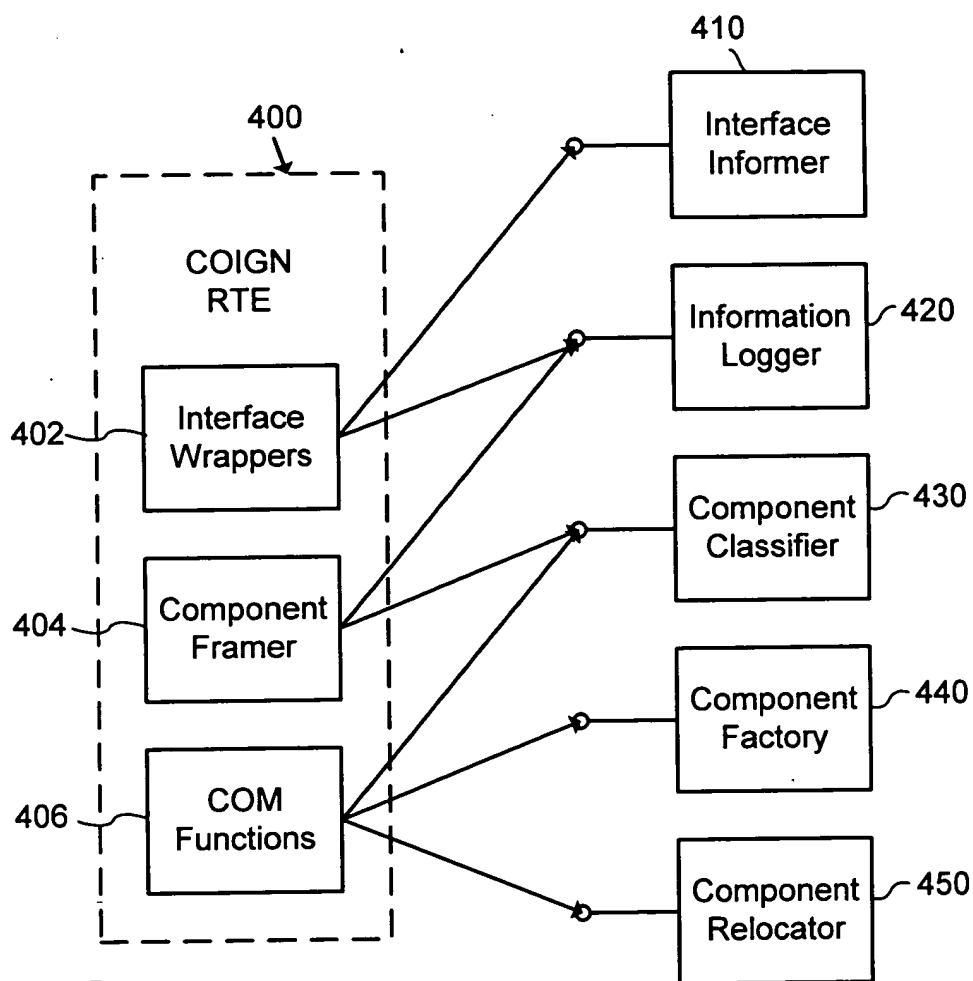 410
Interface
Informer
400
COIGN
RTE
Information
Logger
420
402
Interface
Wrappers
Component
Classifier
430
404
Component
Framer
Component
Factory
440
406
COM
Functions
Component
Relocator
450